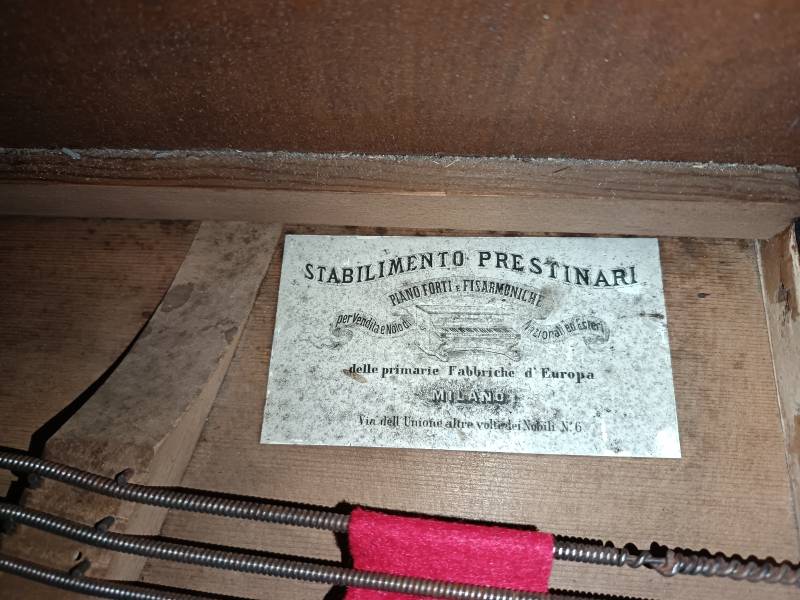 STABILIMENTO PRESTINARI
PIANO FORTI E FISARMONICHE
per Vendita e Nolo di Nazionali ed Esteri
delle primarie Fabbriche d'Europa
MILANO
Via dell'Unione altre volte dei Nobili N.º 6